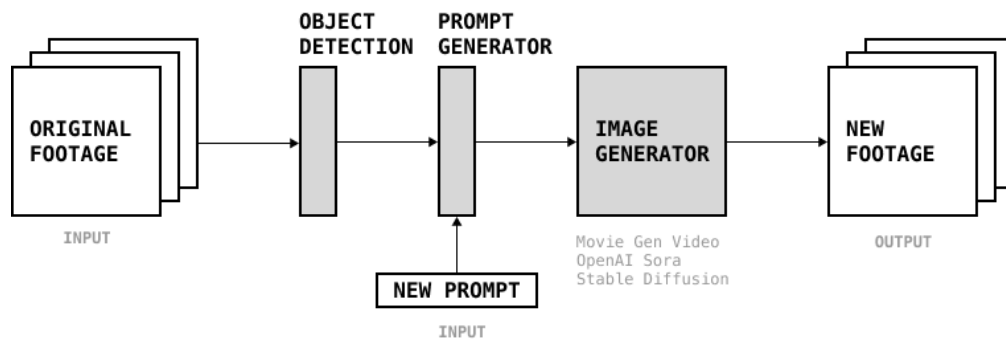 OBJECT
DETECTION
PROMPT
GENERATOR
ORIGINAL
FOOTAGE
IMAGE
GENERATOR
NEW
FOOTAGE
INPUT
Movie Gen Video
OpenAI Sora
Stable Diffusion
OUTPUT
NEW PROMPT
INPUT